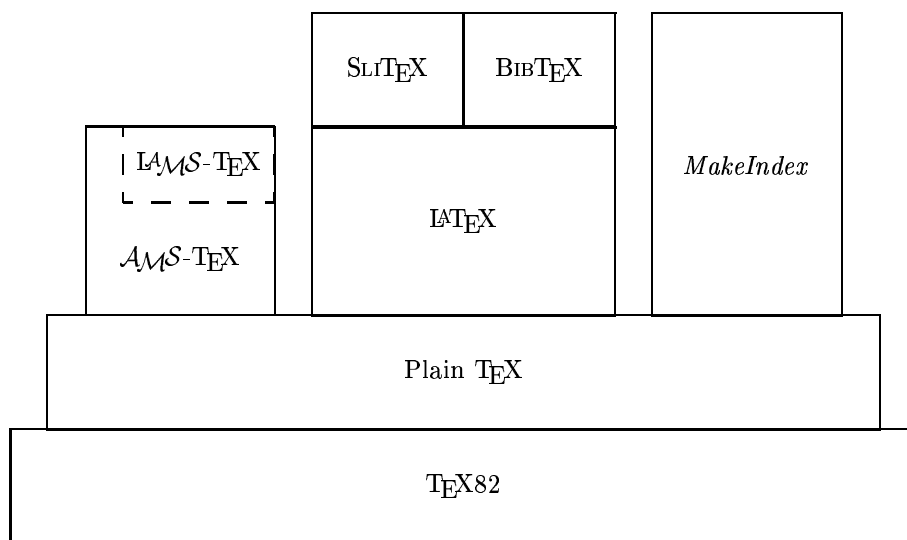 SLITEX BIBTEX
LAMS-TEX
MakeIndex
LATEX
AMS-TEX
Plain TEX
TEX82